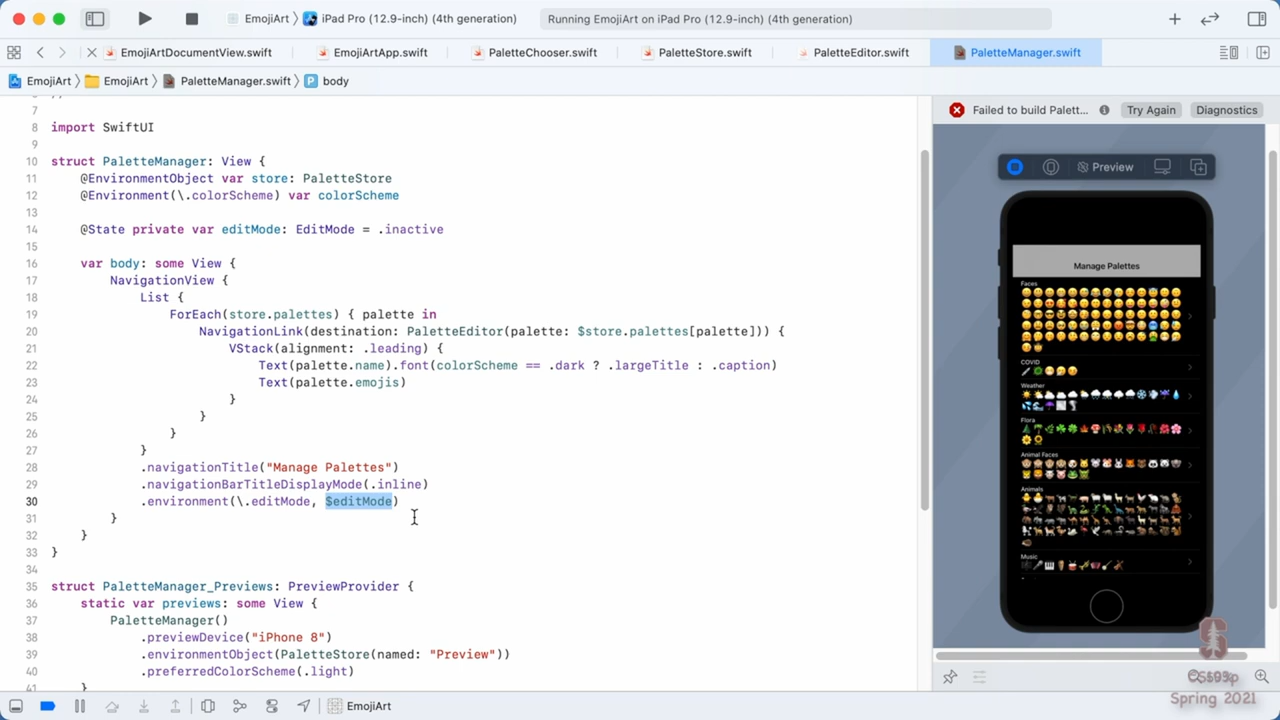 EmojiArt 〉 iPad Pro (12.9-inch) (4th generation)
Running EmojiArt on iPad Pro (12.9-inch) (4th generation)
EmojiArtDocumentView.swift
EmojiArtApp.swift
PaletteChooser.swift
PaletteStore.swift
PaletteEditor.swift
PaletteManager.swift
EmojiArt 〉 EmojiArt 〉 PaletteManager.swift 〉 P body
7
8 import SwiftUI
9
10 struct PaletteManager: View {
11 @EnvironmentObject var store: PaletteStore
12 @Environment(\.colorScheme) var colorScheme
13
14 @State private var editMode: EditMode = .inactive
15
16 var body: some View {
17 NavigationView {
18 List {
19 ForEach(store.palettes) { palette in
20 NavigationLink(destination: PaletteEditor(palette: $store.palettes[palette])) {
21 VStack(alignment: .leading) {
22 Text(palette.name).font(colorScheme == .dark ? .largeTitle : .caption)
23 Text(palette.emojis)
24 }
25 }
26 }
27 }
28 .navigationTitle("Manage Palettes")
29 .navigationBarTitleDisplayMode(.inline)
30 .environment(\.editMode, $editMode)
31 }
32 }
33 }
34
35 struct PaletteManager_Previews: PreviewProvider {
36 static var previews: some View {
37 PaletteManager()
38 .previewDevice("iPhone 8")
39 .environmentObject(PaletteStore(named: "Preview"))
40 .preferredColorScheme(.light)
41 }
Failed to build Palett...
Try Again
Diagnostics
Preview
Manage Palettes
Faces
COVID
Weather
Flora
Animal Faces
Animals
Music
EmojiArt
Spring 2021